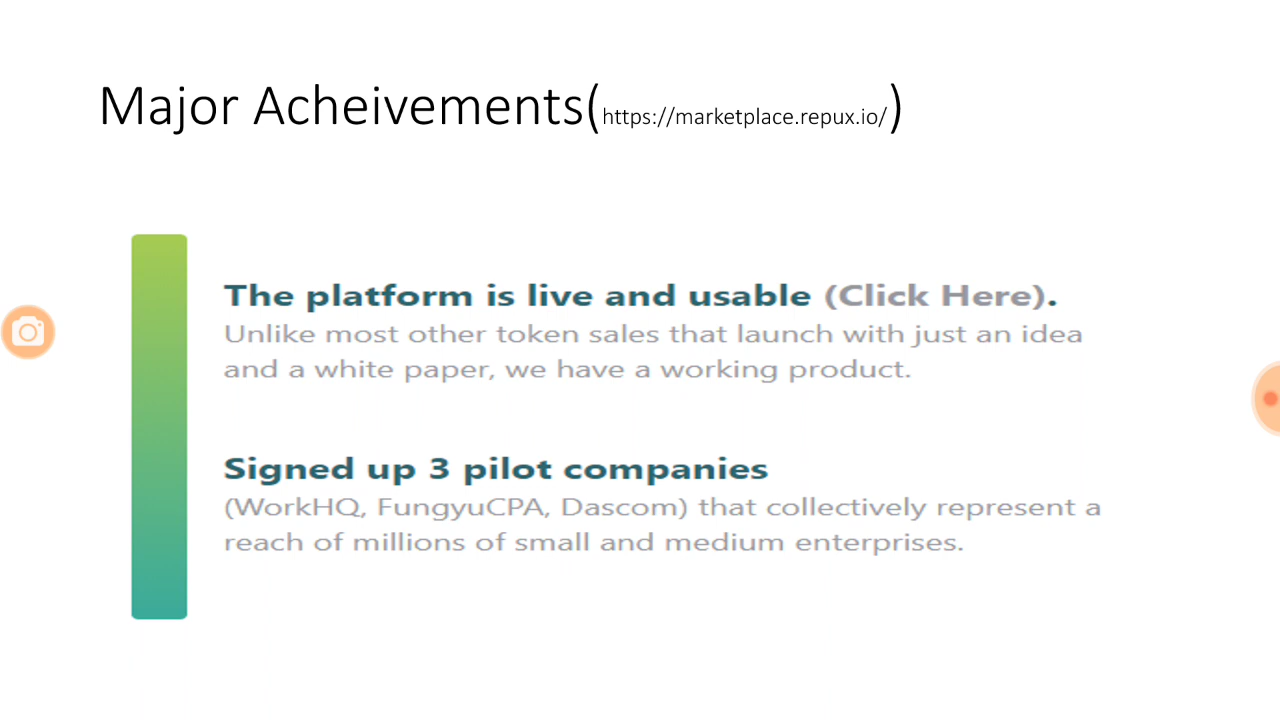 Major Acheivements(https://marketplace.repux.io/)
The platform is live and usable (Click Here).
Unlike most other token sales that launch with just an idea
and a white paper, we have a working product.
Signed up 3 pilot companies
(WorkHQ, FungyuCPA, Dascom) that collectively represent a
reach of millions of small and medium enterprises.